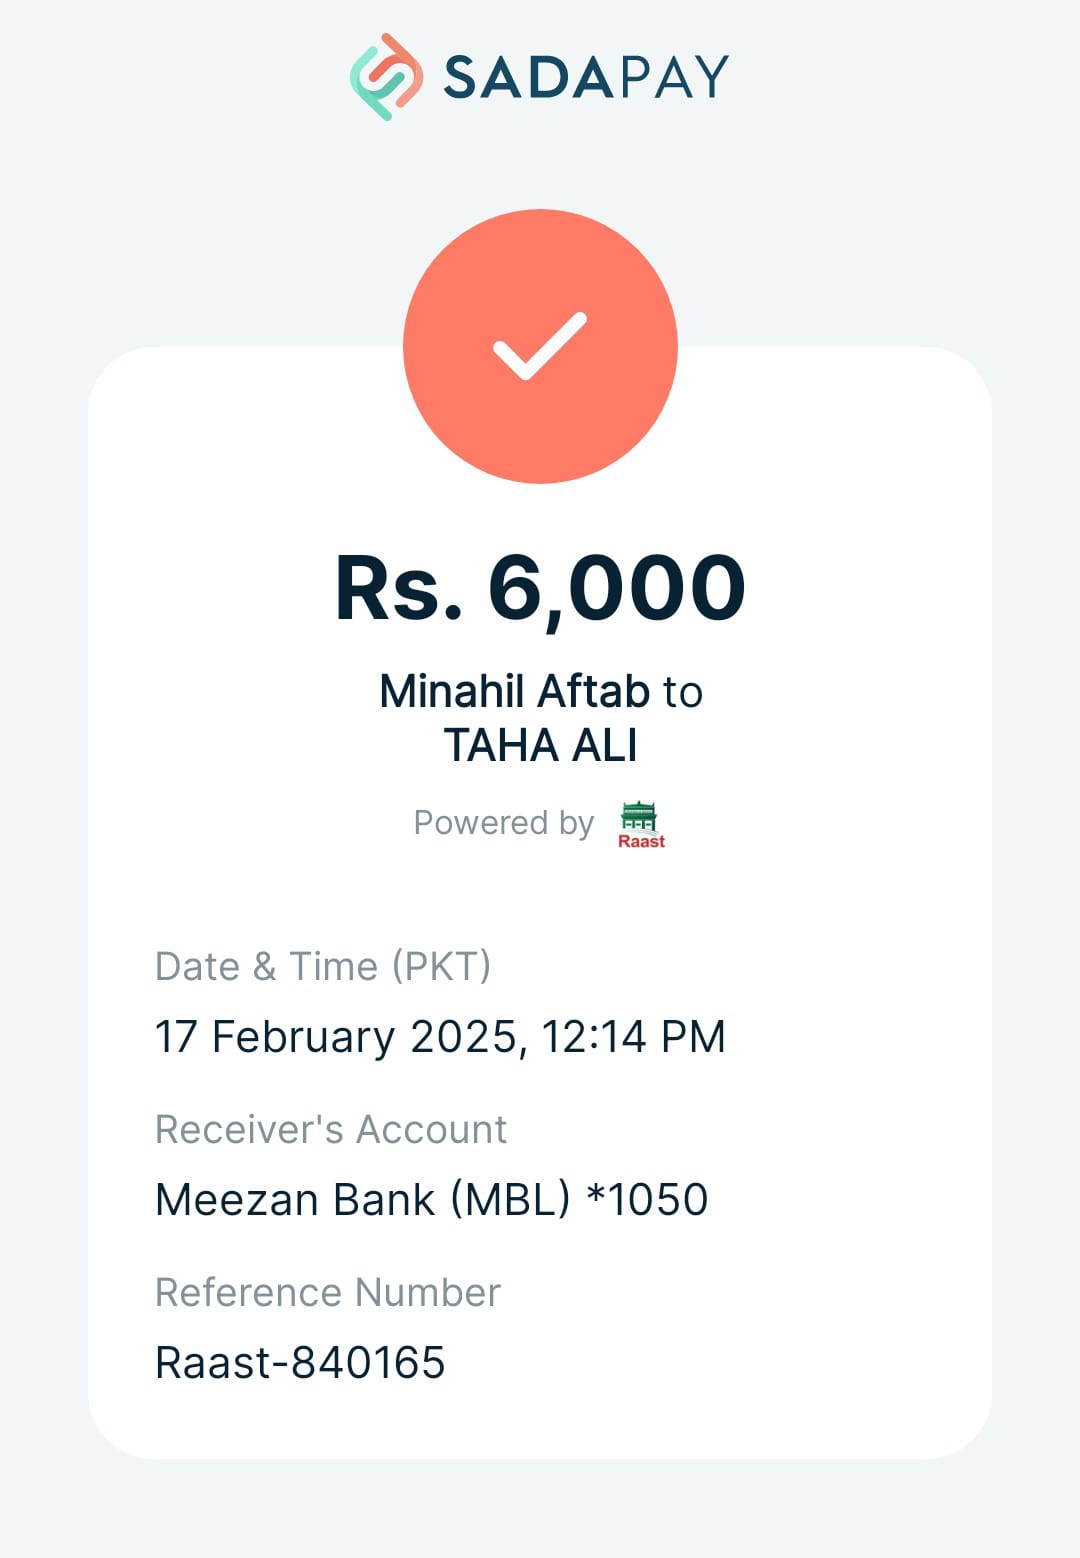 SADAPAY
Rs. 6,000
Minahil Aftab to
TAHA ALI
Powered by Raast
Date & Time (PKT)
17 February 2025, 12:14 PM
Receiver's Account
Meezan Bank (MBL) *1050
Reference Number
Raast-840165